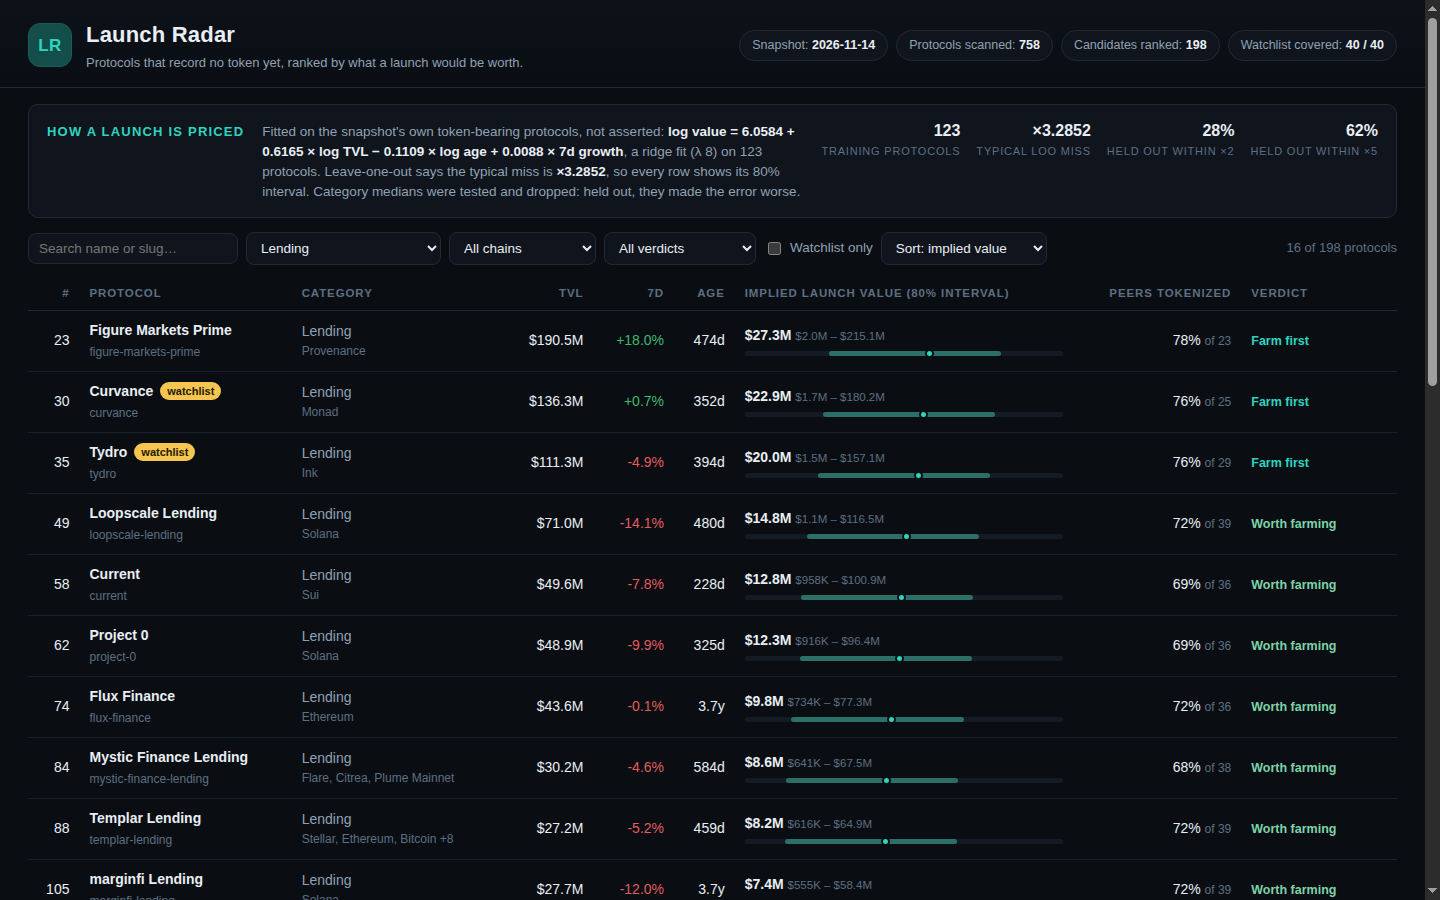 LR
Launch Radar
Protocols that record no token yet, ranked by what a launch would be worth.
Snapshot: 2026-11-14
Protocols scanned: 758
Candidates ranked: 198
Watchlist covered: 40 / 40
HOW A LAUNCH IS PRICED
Fitted on the snapshot's own token-bearing protocols, not asserted: log value = 6.0584 +
0.6165 × log TVL − 0.1109 × log age + 0.0088 × 7d growth, a ridge fit (λ 8) on 123
protocols. Leave-one-out says the typical miss is ×3.2852, so every row shows its 80%
interval. Category medians were tested and dropped: held out, they made the error worse.
123
TRAINING PROTOCOLS
×3.2852
TYPICAL LOO MISS
28%
HELD OUT WITHIN ×2
62%
HELD OUT WITHIN ×5
Search name or slug…
Lending
All chains
All verdicts
Watchlist only
Sort: implied value
16 of 198 protocols
# PROTOCOL CATEGORY TVL 7D AGE IMPLIED LAUNCH VALUE (80% INTERVAL) PEERS TOKENIZED VERDICT
23 Figure Markets Prime Lending $190.5M +18.0% 474d $27.3M $2.0M – $215.1M 78% of 23 Farm first
figure-markets-prime Provenance
30 Curvance watchlist Lending $136.3M +0.7% 352d $22.9M $1.7M – $180.2M 76% of 25 Farm first
curvance Monad
35 Tydro watchlist Lending $111.3M -4.9% 394d $20.0M $1.5M – $157.1M 76% of 29 Farm first
tydro Ink
49 Loopscale Lending Lending $71.0M -14.1% 480d $14.8M $1.1M – $116.5M 72% of 39 Worth farming
loopscale-lending Solana
58 Current Lending $49.6M -7.8% 228d $12.8M $958K – $100.9M 69% of 36 Worth farming
current Sui
62 Project 0 Lending $48.9M -9.9% 325d $12.3M $916K – $96.4M 69% of 36 Worth farming
project-0 Solana
74 Flux Finance Lending $43.6M -0.1% 3.7y $9.8M $734K – $77.3M 72% of 36 Worth farming
flux-finance Ethereum
84 Mystic Finance Lending Lending $30.2M -4.6% 584d $8.6M $641K – $67.5M 68% of 38 Worth farming
mystic-finance-lending Flare, Citrea, Plume Mainnet
88 Templar Lending Lending $27.2M -5.2% 459d $8.2M $616K – $64.9M 72% of 39 Worth farming
templar-lending Stellar, Ethereum, Bitcoin +8
105 marginfi Lending Lending $27.7M -12.0% 3.7y $7.4M $555K – $58.4M 72% of 39 Worth farming
marginfi-lending Solana